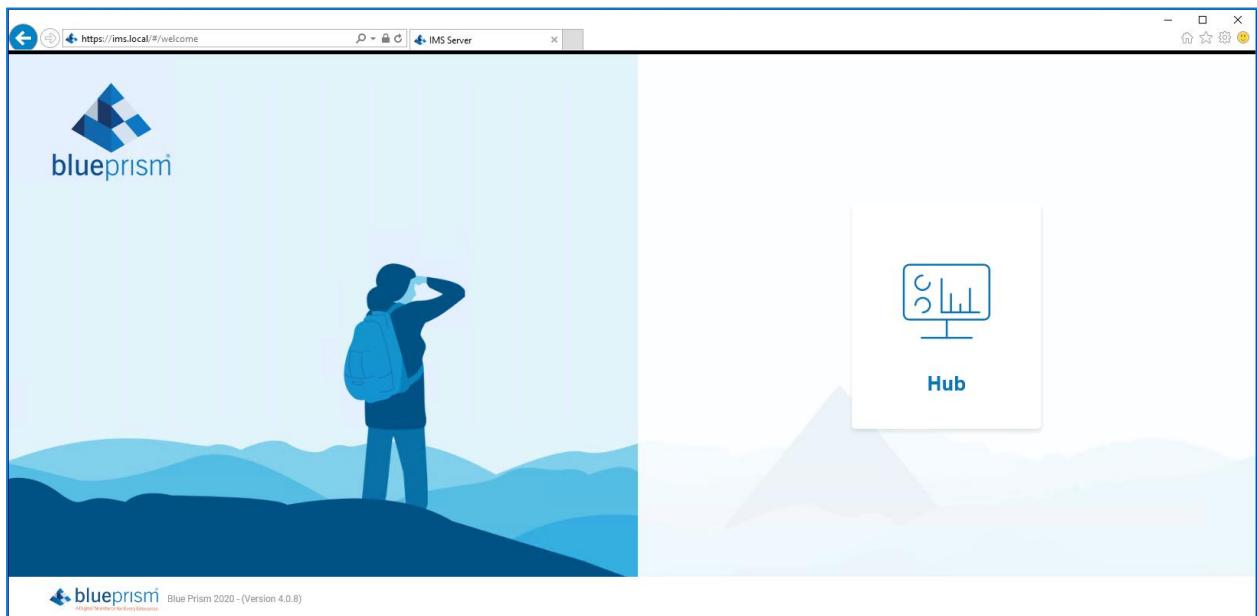 https://ims.local/#/welcome
IMS Server
blueprism
Hub
blueprism
Blue Prism 2020 - (Version 4.0.8)